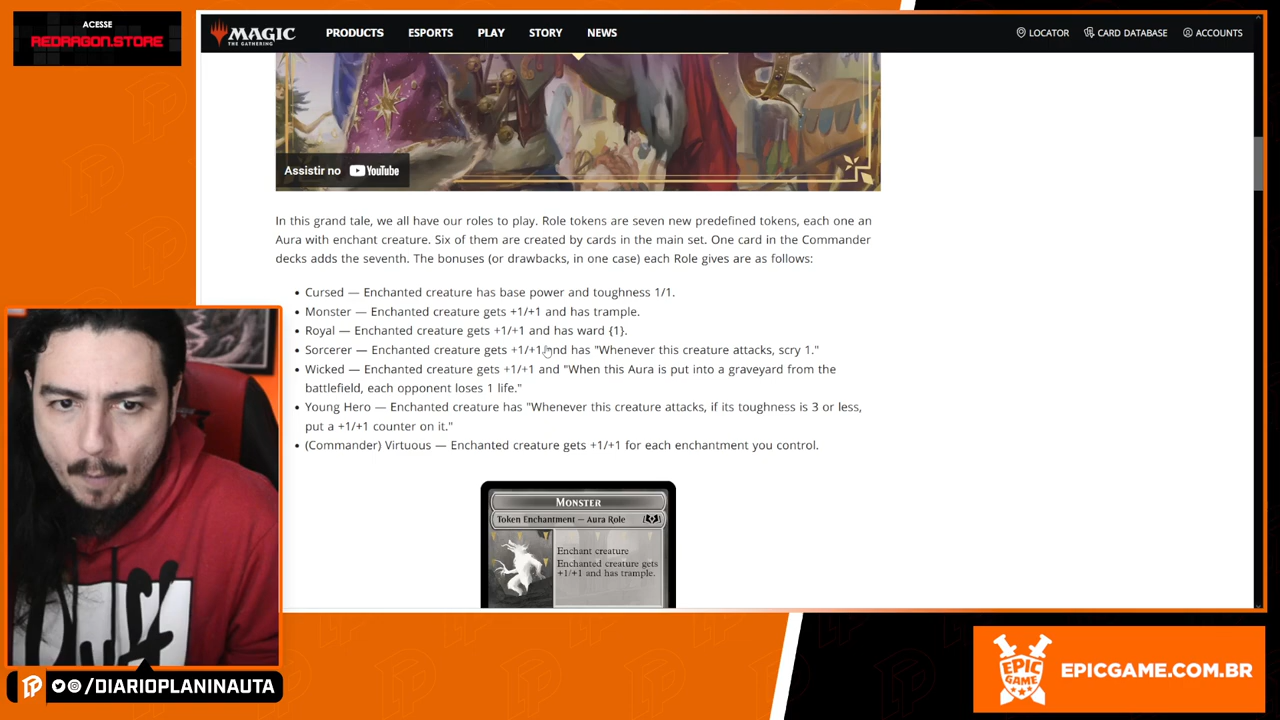 ACESSE
REDRAGON.STORE
MAGIC
THE GATHERING
PRODUCTS
ESPORTS
PLAY
STORY
NEWS
LOCATOR
CARD DATABASE
ACCOUNTS
Assistir no YouTube
In this grand tale, we all have our roles to play. Role tokens are seven new predefined tokens, each one an
Aura with enchant creature. Six of them are created by cards in the main set. One card in the Commander
decks adds the seventh. The bonuses (or drawbacks, in one case) each Role gives are as follows:
• Cursed — Enchanted creature has base power and toughness 1/1.
• Monster — Enchanted creature gets +1/+1 and has trample.
• Royal — Enchanted creature gets +1/+1 and has ward {1}.
• Sorcerer — Enchanted creature gets +1/+1 and has "Whenever this creature attacks, scry 1."
• Wicked — Enchanted creature gets +1/+1 and "When this Aura is put into a graveyard from the
battlefield, each opponent loses 1 life."
• Young Hero — Enchanted creature has "Whenever this creature attacks, if its toughness is 3 or less,
put a +1/+1 counter on it."
• (Commander) Virtuous — Enchanted creature gets +1/+1 for each enchantment you control.
MONSTER
Token Enchantment — Aura Role
Enchant creature
Enchanted creature gets
+1/+1 and has trample.
/DIARIOPLANINAUTA
EPIC
GAME
EPICGAME.COM.BR